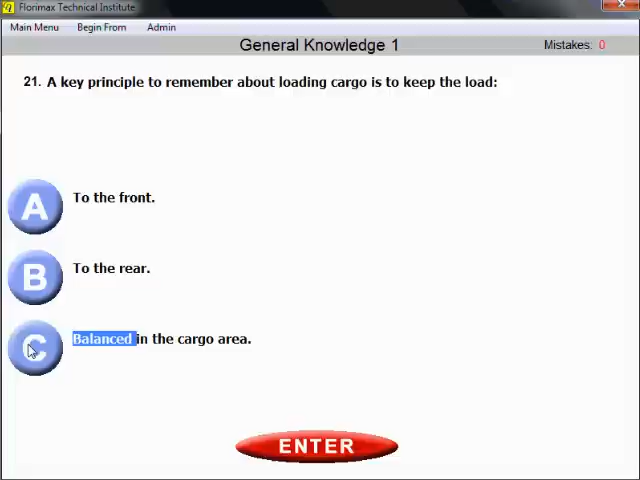 Florimax Technical Institute
Main Menu Begin From Admin
General Knowledge 1 Mistakes: 0
21. A key principle to remember about loading cargo is to keep the load:
A To the front.
B To the rear.
C Balanced in the cargo area.
ENTER